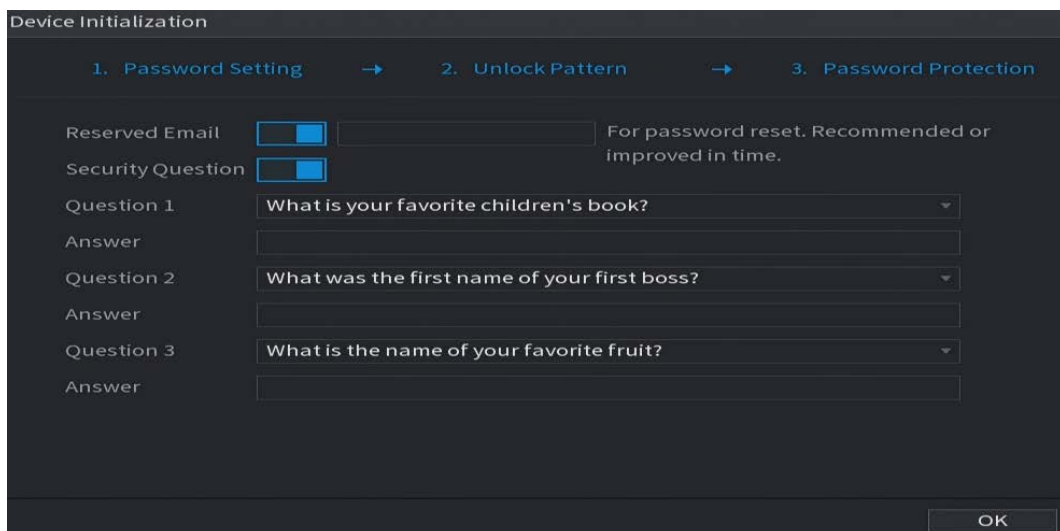 Device Initialization
1. Password Setting → 2. Unlock Pattern → 3. Password Protection
Reserved Email
For password reset. Recommended or
improved in time.
Security Question
Question 1 What is your favorite children's book?
Answer
Question 2 What was the first name of your first boss?
Answer
Question 3 What is the name of your favorite fruit?
Answer
OK